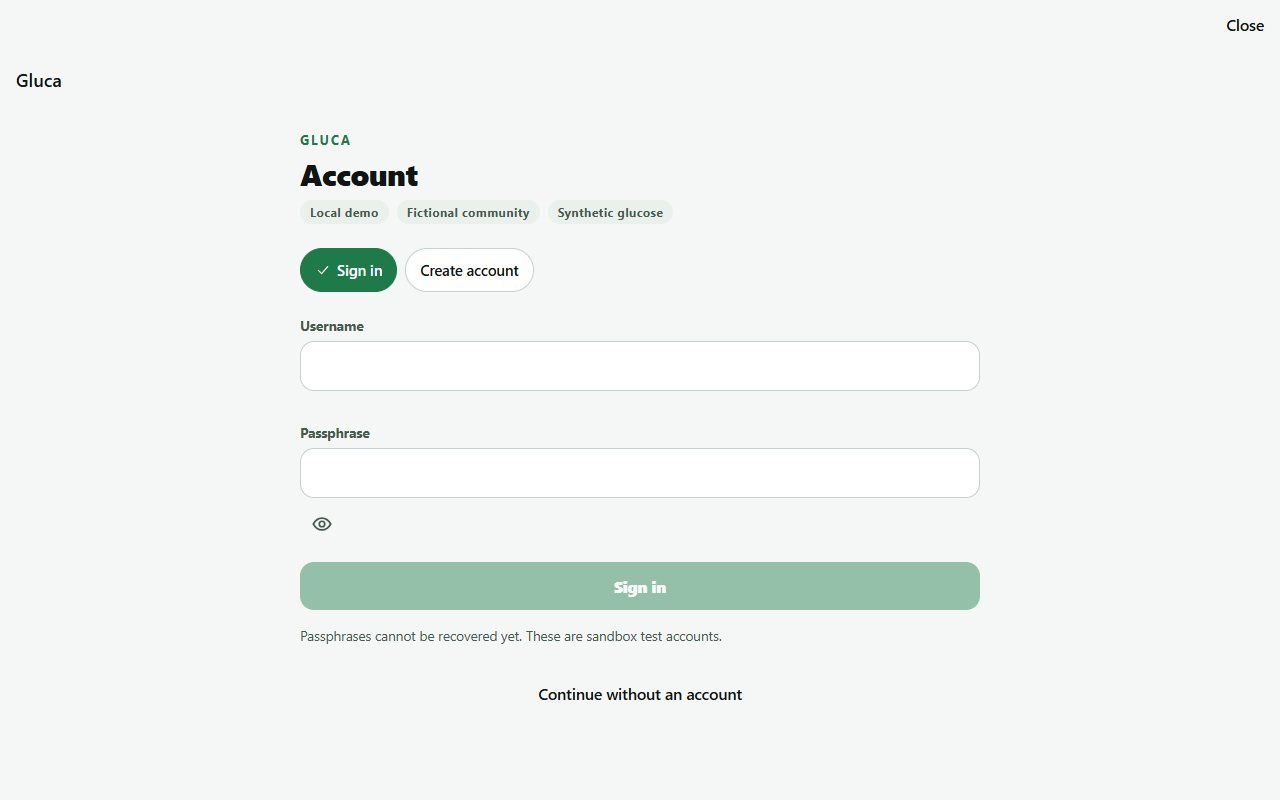 Close
Gluca
GLUCA
Account
Local demo Fictional community Synthetic glucose
Sign in Create account
Username
Passphrase
Sign in
Passphrases cannot be recovered yet. These are sandbox test accounts.
Continue without an account